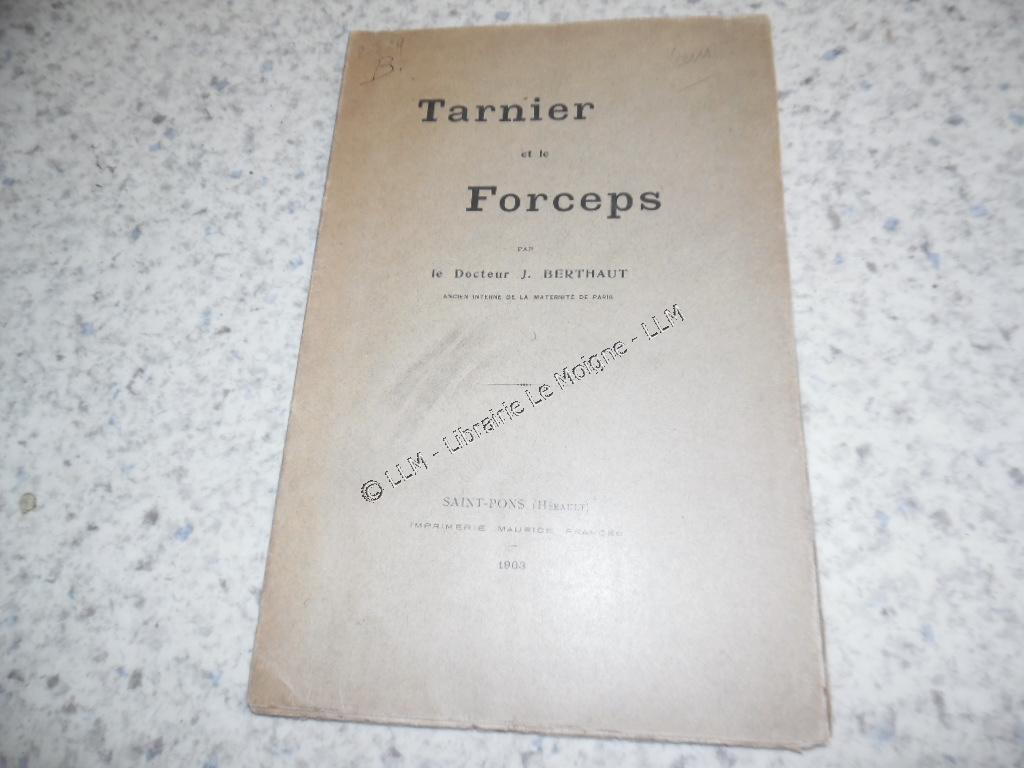 B.
Tarnier
et le
Forceps
PAR
le Docteur J. BERTHAUT
ANCIEN INTERNE DE LA MATERNITÉ DE PARIS
© LLM - Librairie Le Moigne - LLM
SAINT-PONS (HÉRAULT)
IMPRIMERIE MAURICE FRANCÈS
1903